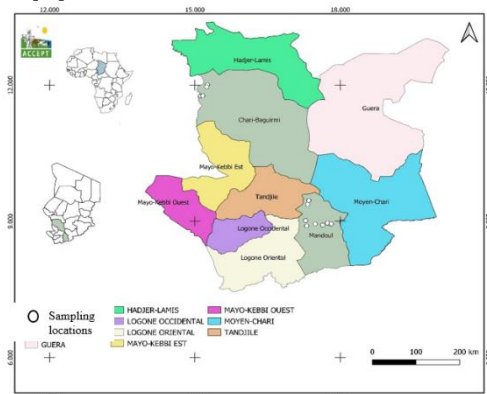 12.000 15.000 18.000
ACCEPT
12.000
Hadjer-Lamis
Guera
Chari-Baguirmi
Mayo-Kebbi Est
Mayo-Kebbi Ouest
Tandjile
Moyen-Chari
9.000
Logone Occidental
Mandoul
Logone Oriental
Sampling
locations
HADJER-LAMIS
LOGONE OCCIDENTAL
LOGONE ORIENTAL
MAYO-KEBBI EST
MAYO-KEBBI OUEST
MOYEN-CHARI
TANDJILE
GUERA
6.000
0 100 200 km